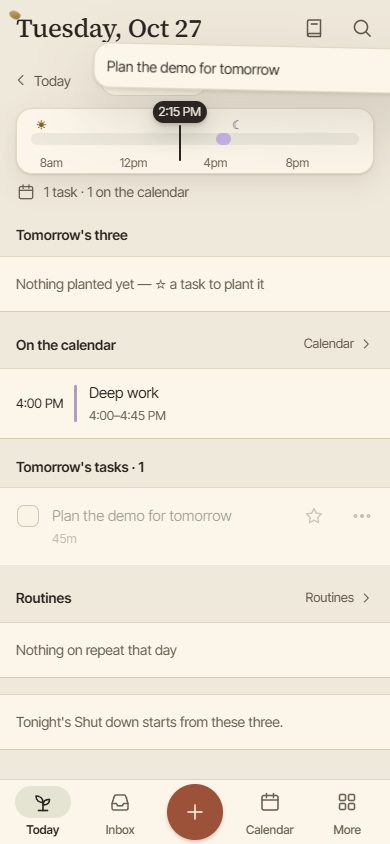 Tuesday, Oct 27
Plan the demo for tomorrow
Today
2:15 PM
8am 12pm 4pm 8pm
1 task · 1 on the calendar
Tomorrow's three
Nothing planted yet — ☆ a task to plant it
On the calendar
Calendar
4:00 PM
Deep work
4:00–4:45 PM
Tomorrow's tasks · 1
Plan the demo for tomorrow
45m
Routines
Routines
Nothing on repeat that day
Tonight's Shut down starts from these three.
Today
Inbox
Calendar
More